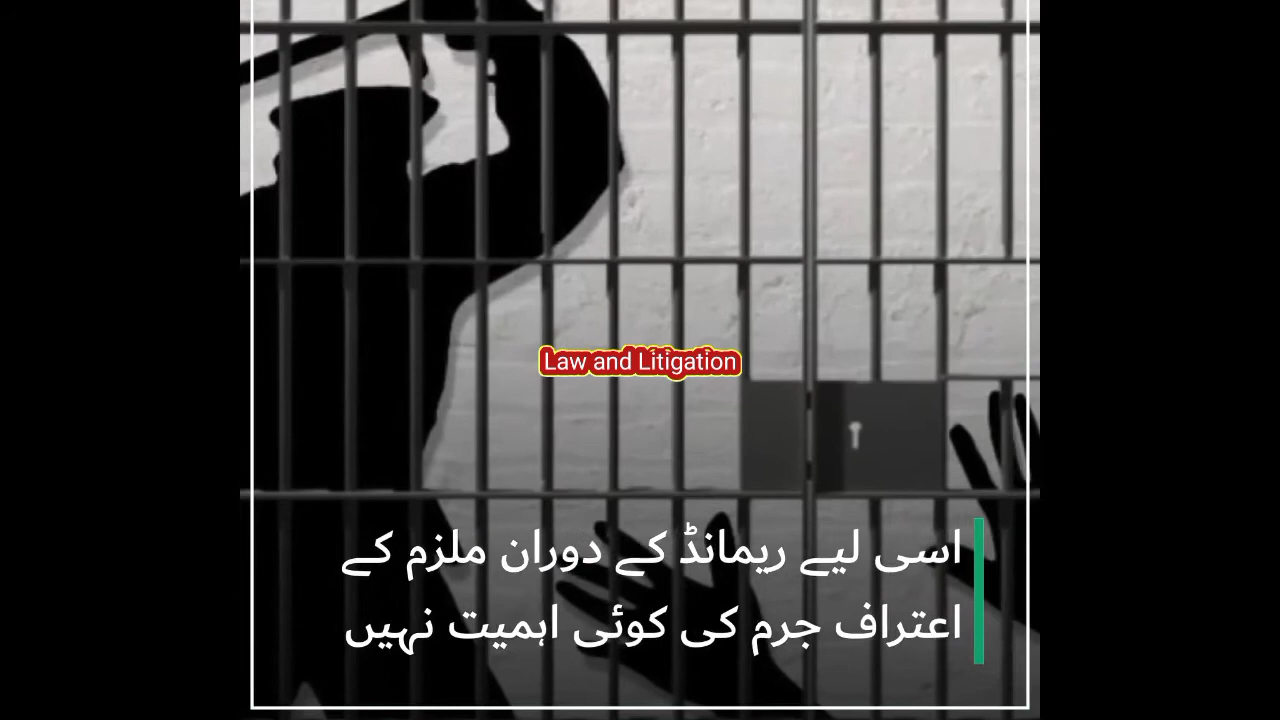 Law and Litigation
اسی لیے ریمانڈ کے دوران ملزم کے
اعتراف جرم کی کوئی اہمیت نہیں